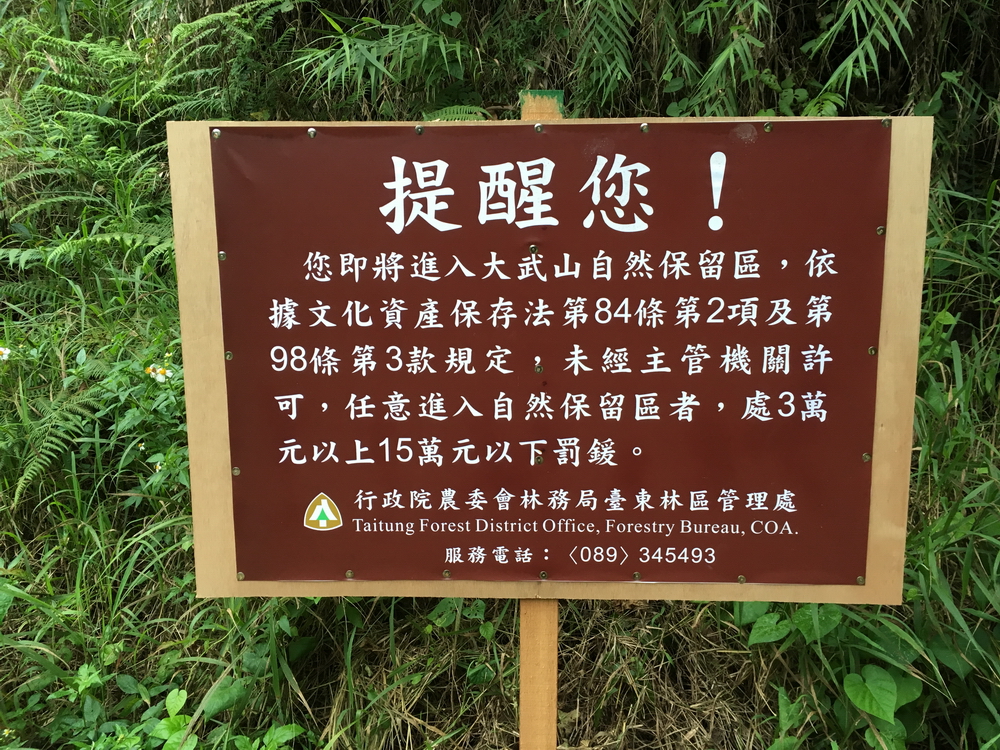 提醒您！
您即將進入大武山自然保留區，依
據文化資產保存法第84條第2項及第
98條第3款規定，未經主管機關許
可，任意進入自然保留區者，處3萬
元以上15萬元以下罰鍰。
行政院農委會林務局臺東林區管理處
Taitung Forest District Office, Forestry Bureau, COA.
服務電話：〈089〉345493